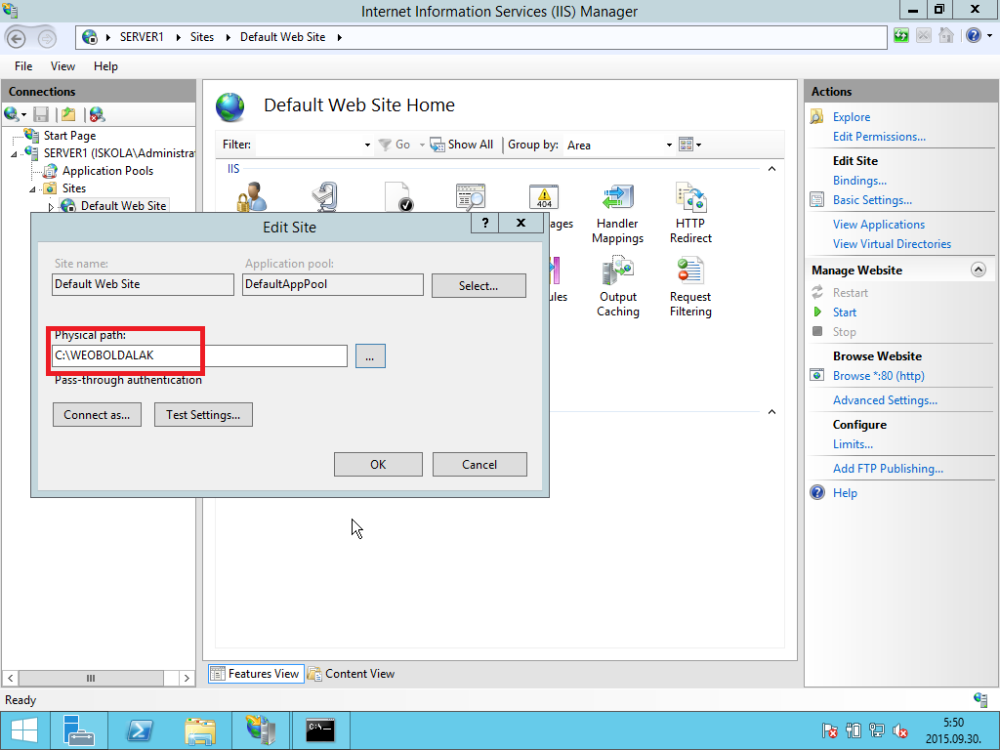 Internet Information Services (IIS) Manager
SERVER1 Sites Default Web Site
File View Help
Connections
Start Page
SERVER1 (ISKOLA\Administra
Application Pools
Sites
Default Web Site
Default Web Site Home
Filter: Go Show All Group by: Area
IIS
404
ages
Handler Mappings
HTTP Redirect
ules
Output Caching
Request Filtering
Edit Site
? X
Site name:
Application pool:
Default Web Site
DefaultAppPool
Select...
Physical path:
C:\WEOBOLDALAK
...
Pass-through authentication
Connect as...
Test Settings...
OK
Cancel
Features View
Content View
Actions
Explore
Edit Permissions...
Edit Site
Bindings...
Basic Settings...
View Applications
View Virtual Directories
Manage Website
Restart
Start
Stop
Browse Website
Browse *:80 (http)
Advanced Settings...
Configure
Limits...
Add FTP Publishing...
Help
Ready
5:50
2015.09.30.